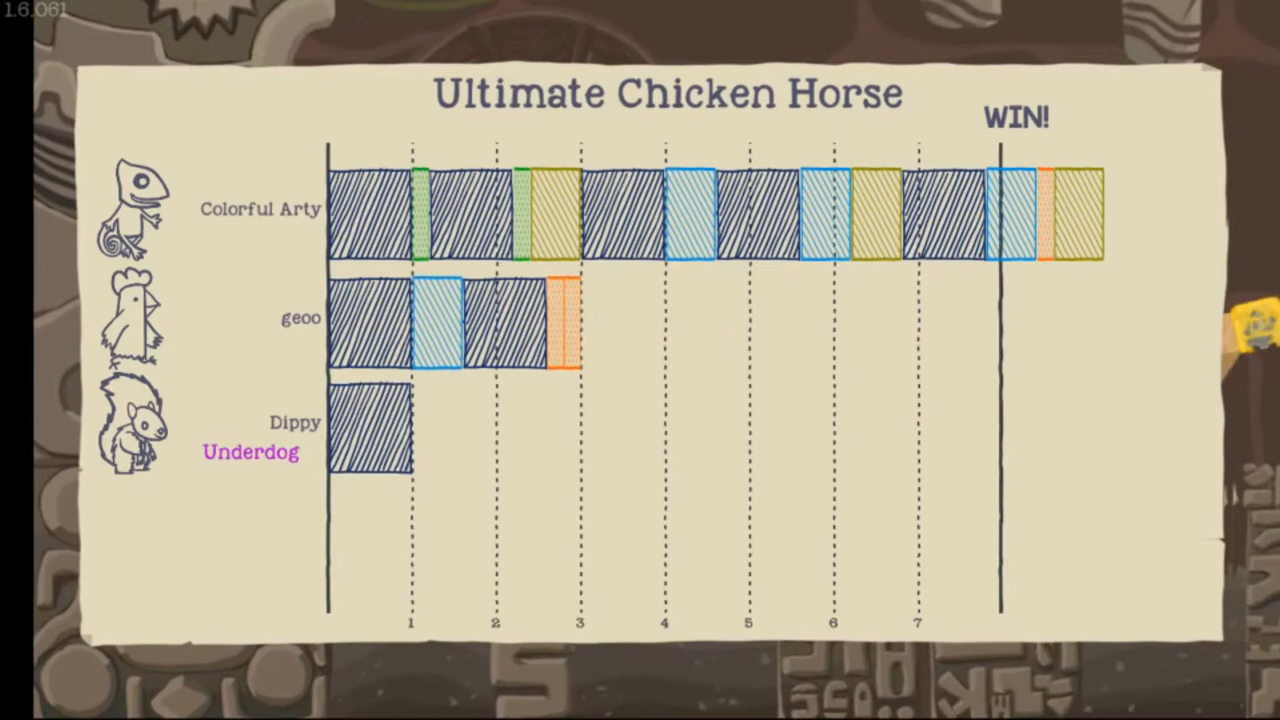 1.6.061
Ultimate Chicken Horse
WIN!
Colorful Arty
geoo
Dippy
Underdog
1 2 3 4 5 6 7